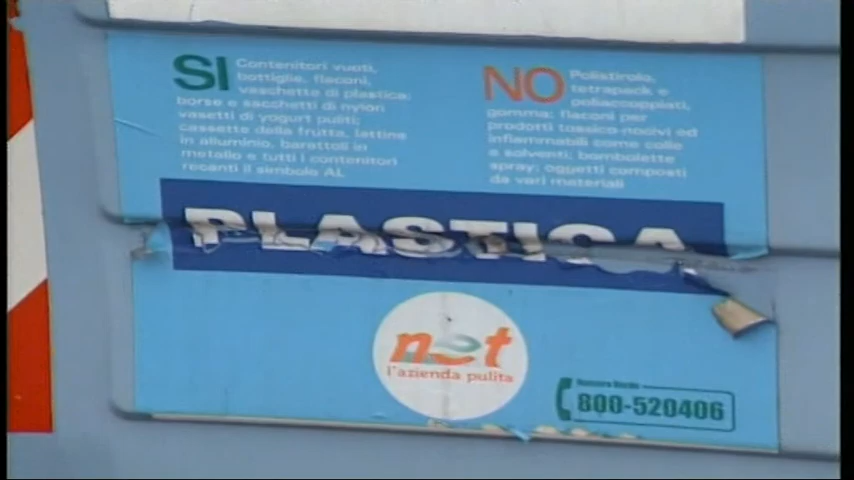 SI Contenitori vuoti,
bottiglie, flaconi,
vaschette di plastica;
borse e sacchetti di nylon
vasetti di yogurt puliti;
cassette della frutta, lattine
in alluminio, barattoli in
metallo e tutti i contenitori
recanti il simbolo AL
NO Polistirolo,
tetrapack e
poliaccoppiati,
gomma; flaconi per
prodotti tossico-nocivi ed
infiammabili come colle
e solventi; bombolette
spray; oggetti composti
da vari materiali
PLASTICA
net
l'azienda pulita
Numero Verde
800-520406